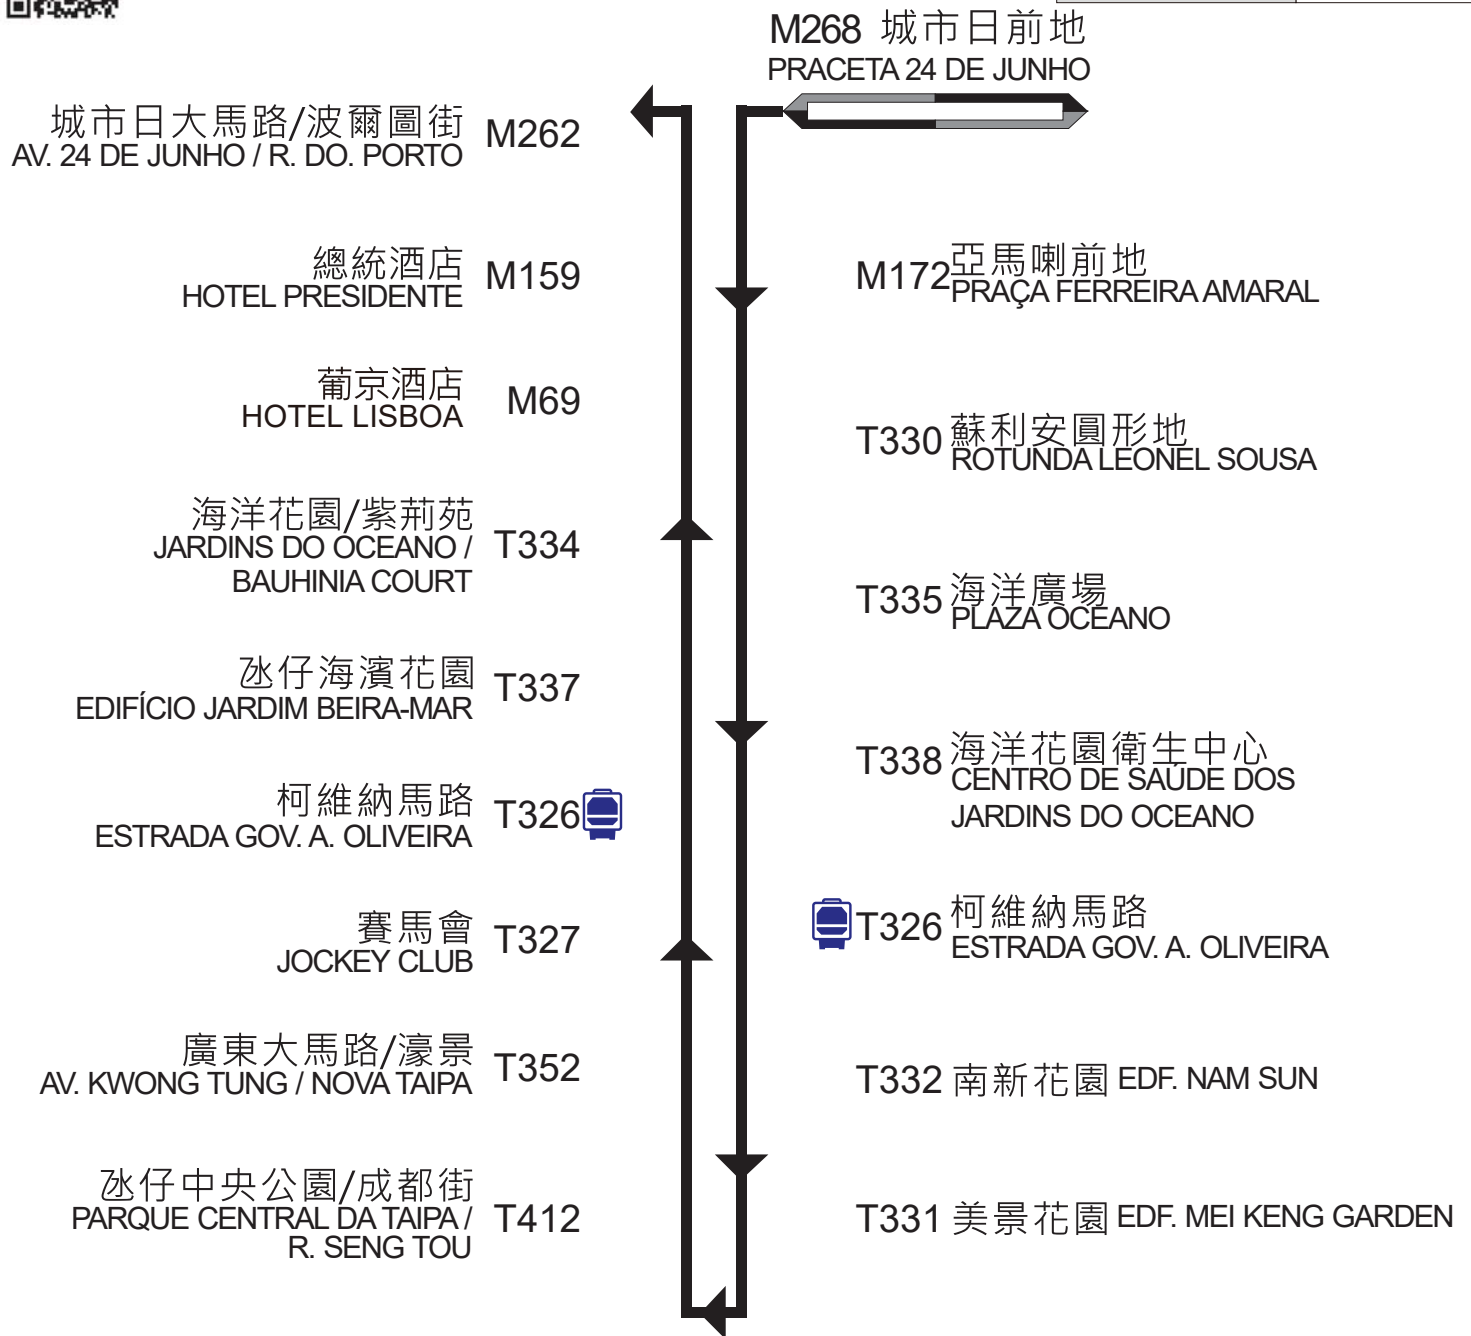 M268 城市日前地
PRACETA 24 DE JUNHO
城市日大馬路/波爾圖街
AV. 24 DE JUNHO / R. DO. PORTO
M262
總統酒店
HOTEL PRESIDENTE
M159
葡京酒店
HOTEL LISBOA
M69
海洋花園/紫荊苑
JARDINS DO OCEANO /
BAUHINIA COURT
T334
氹仔海濱花園
EDIFÍCIO JARDIM BEIRA-MAR
T337
柯維納馬路
ESTRADA GOV. A. OLIVEIRA
T326
賽馬會
JOCKEY CLUB
T327
廣東大馬路/濠景
AV. KWONG TUNG / NOVA TAIPA
T352
氹仔中央公園/成都街
PARQUE CENTRAL DA TAIPA /
R. SENG TOU
T412
M172
亞馬喇前地
PRAÇA FERREIRA AMARAL
T330
蘇利安圓形地
ROTUNDA LEONEL SOUSA
T335
海洋廣場
PLAZA OCEANO
T338
海洋花園衛生中心
CENTRO DE SAÚDE DOS
JARDINS DO OCEANO
T326
柯維納馬路
ESTRADA GOV. A. OLIVEIRA
T332 南新花園 EDF. NAM SUN
T331 美景花園 EDF. MEI KENG GARDEN